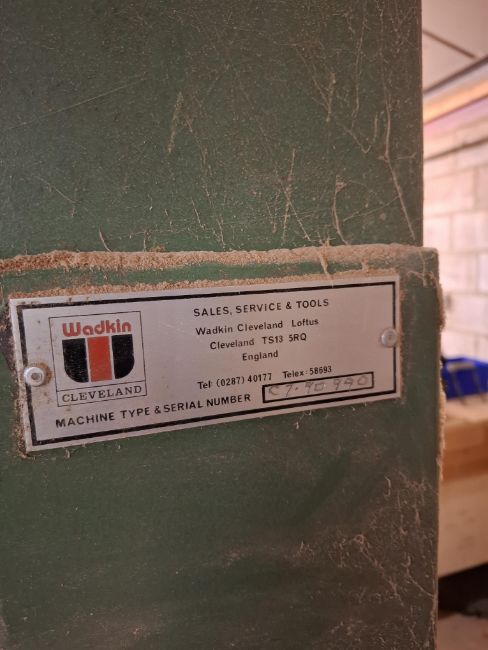 Wadkin
CLEVELAND
SALES, SERVICE & TOOLS
Wadkin Cleveland Loftus
Cleveland TS13 5RQ
England
Tel: (0287) 40177 Telex: 58693
MACHINE TYPE & SERIAL NUMBER